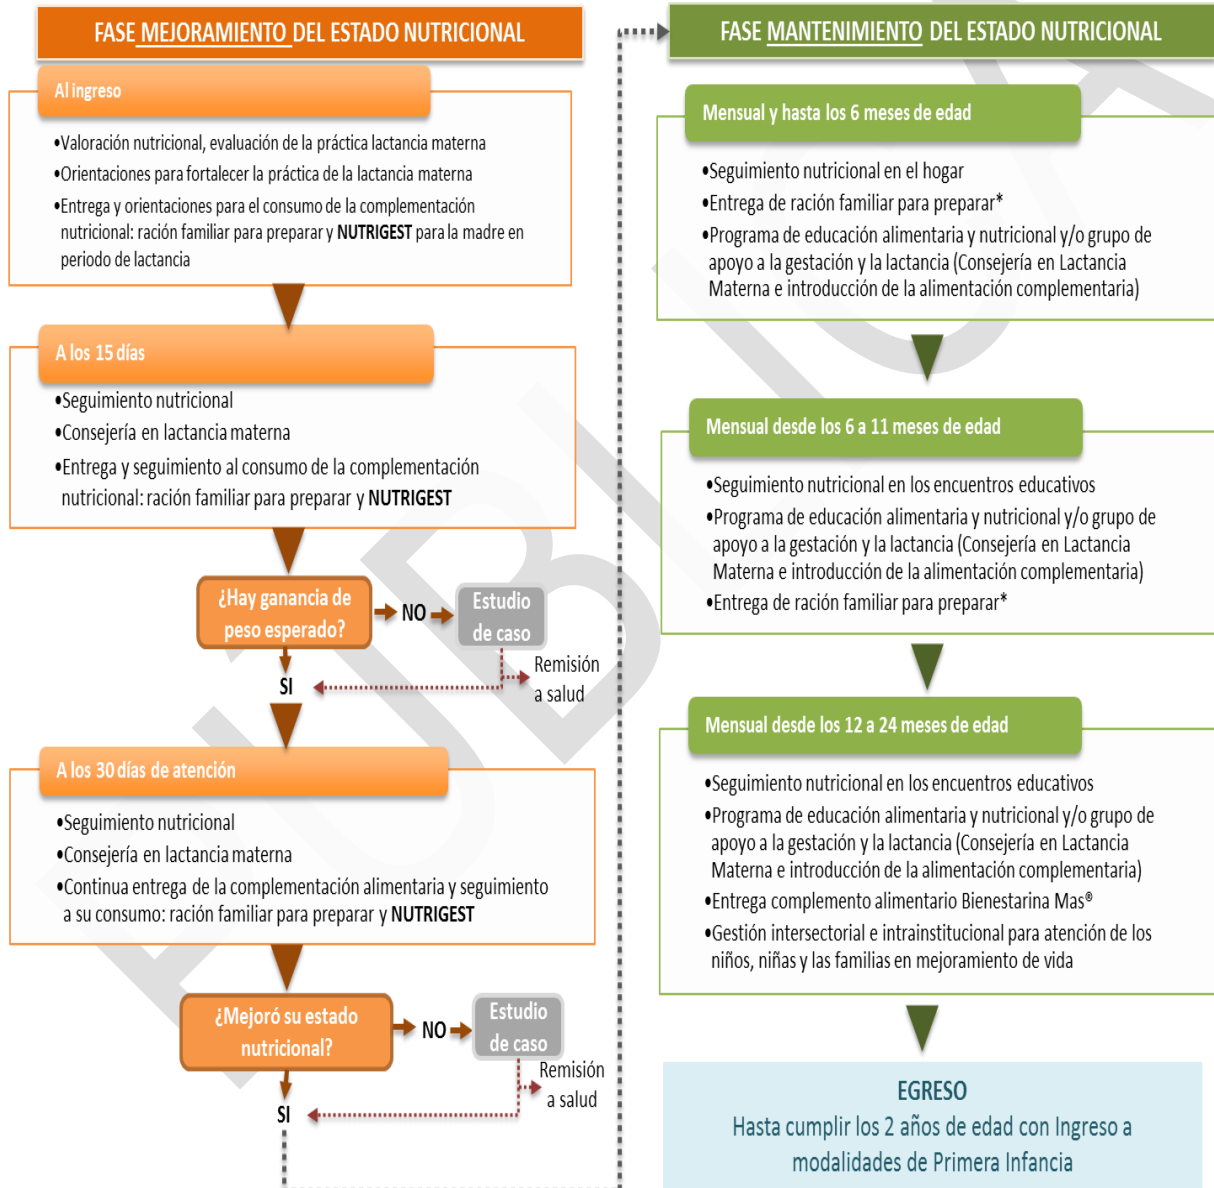 FASE MEJORAMIENTO DEL ESTADO NUTRICIONAL
Al ingreso
•Valoración nutricional, evaluación de la práctica lactancia materna
•Orientaciones para fortalecer la práctica de la lactancia materna
•Entrega y orientaciones para el consumo de la complementación
nutricional: ración familiar para preparar y NUTRIGEST para la madre en
periodo de lactancia
A los 15 días
•Seguimiento nutricional
•Consejería en lactancia materna
•Entrega y seguimiento al consumo de la complementación
nutricional: ración familiar para preparar y NUTRIGEST
¿Hay ganancia de
peso esperado?
NO
Estudio
de caso
Remisión
a salud
SI
A los 30 días de atención
•Seguimiento nutricional
•Consejería en lactancia materna
•Continua entrega de la complementación alimentaria y seguimiento
a su consumo: ración familiar para preparar y NUTRIGEST
¿Mejoró su estado
nutricional?
NO
Estudio
de caso
Remisión
a salud
SI
FASE MANTENIMIENTO DEL ESTADO NUTRICIONAL
Mensual y hasta los 6 meses de edad
•Seguimiento nutricional en el hogar
•Entrega de ración familiar para preparar*
•Programa de educación alimentaria y nutricional y/o grupo de
apoyo a la gestación y la lactancia (Consejería en Lactancia
Materna e introducción de la alimentación complementaria)
Mensual desde los 6 a 11 meses de edad
•Seguimiento nutricional en los encuentros educativos
•Programa de educación alimentaria y nutricional y/o grupo de
apoyo a la gestación y la lactancia (Consejería en Lactancia
Materna e introducción de la alimentación complementaria)
•Entrega de ración familiar para preparar*
Mensual desde los 12 a 24 meses de edad
•Seguimiento nutricional en los encuentros educativos
•Programa de educación alimentaria y nutricional y/o grupo de
apoyo a la gestación y la lactancia (Consejería en Lactancia
Materna e introducción de la alimentación complementaria)
•Entrega complemento alimentario Bienestarina Mas®
•Gestión intersectorial e intrainstitucional para atención de los
niños, niñas y las familias en mejoramiento de vida
EGRESO
Hasta cumplir los 2 años de edad con Ingreso a
modalidades de Primera Infancia
PUBLICA